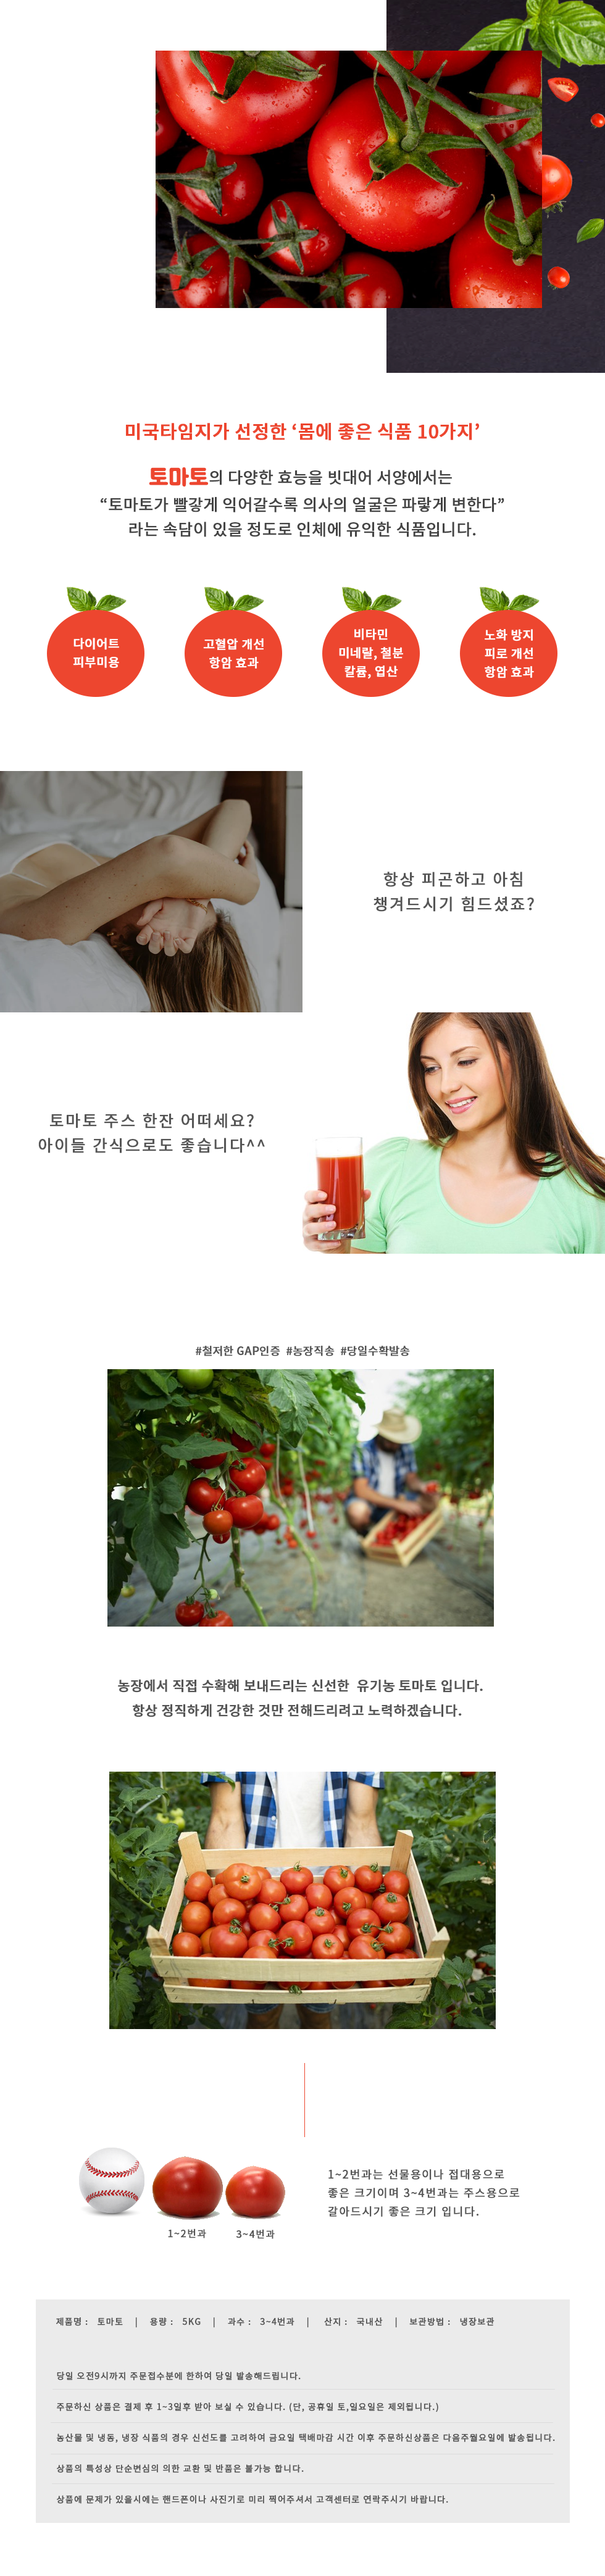 미국타임지가 선정한 ‘몸에 좋은 식품 10가지’
토마토의 다양한 효능을 빗대어 서양에서는
“토마토가 빨갛게 익어갈수록 의사의 얼굴은 파랗게 변한다”
라는 속담이 있을 정도로 인체에 유익한 식품입니다.
다이어트
피부미용
고혈압 개선
항암 효과
비타민
미네랄, 철분
칼륨, 엽산
노화 방지
피로 개선
항암 효과
항상 피곤하고 아침
챙겨드시기 힘드셨죠?
토마토 주스 한잔 어떠세요?
아이들 간식으로도 좋습니다^^
#철저한 GAP인증 #농장직송 #당일수확발송
농장에서 직접 수확해 보내드리는 신선한 유기농 토마토 입니다.
항상 정직하게 건강한 것만 전해드리려고 노력하겠습니다.
1~2번과
3~4번과
1~2번과는 선물용이나 접대용으로
좋은 크기이며 3~4번과는 주스용으로
갈아드시기 좋은 크기 입니다.
제품명 : 토마토 | 용량 : 5KG | 과수 : 3~4번과 | 산지 : 국내산 | 보관방법 : 냉장보관
당일 오전9시까지 주문접수분에 한하여 당일 발송해드립니다.
주문하신 상품은 결제 후 1~3일후 받아 보실 수 있습니다. (단, 공휴일 토,일요일은 제외됩니다.)
농산물 및 냉동, 냉장 식품의 경우 신선도를 고려하여 금요일 택배마감 시간 이후 주문하신상품은 다음주월요일에 발송됩니다.
상품의 특성상 단순변심의 의한 교환 및 반품은 불가능 합니다.
상품에 문제가 있을시에는 핸드폰이나 사진기로 미리 찍어주셔서 고객센터로 연락주시기 바랍니다.